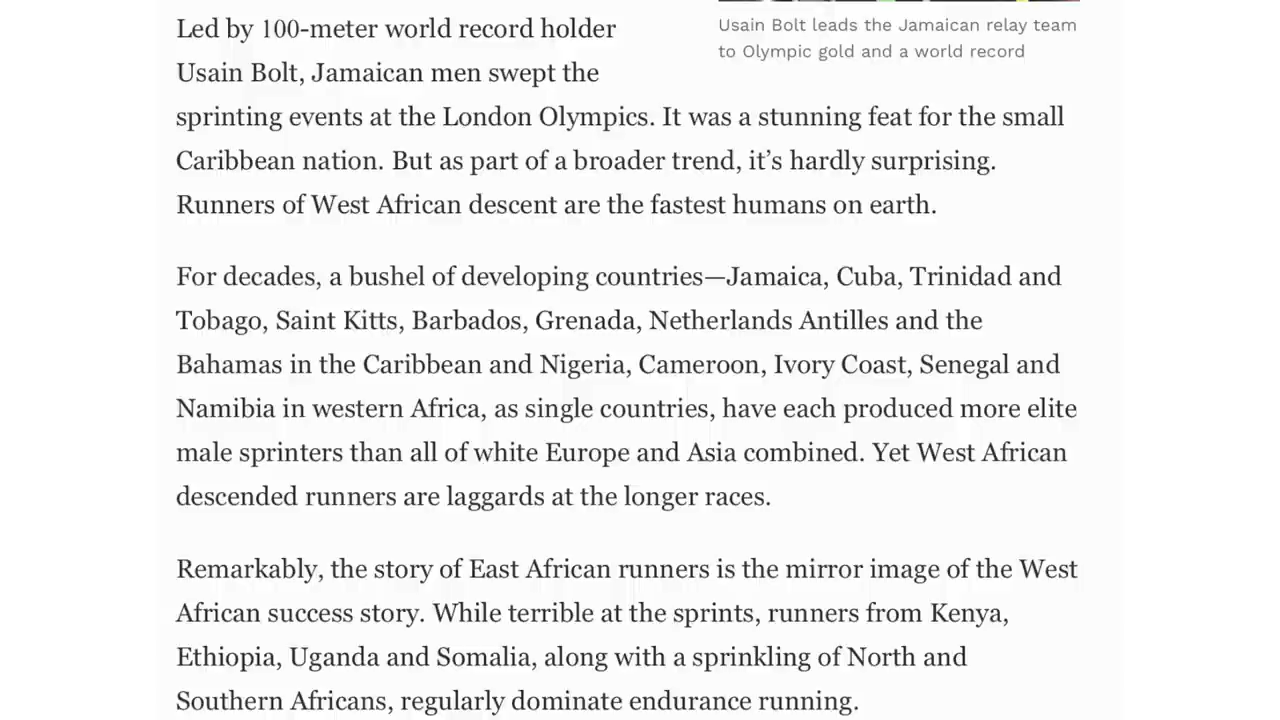 Led by 100-meter world record holder
Usain Bolt, Jamaican men swept the
Usain Bolt leads the Jamaican relay team
to Olympic gold and a world record
sprinting events at the London Olympics. It was a stunning feat for the small
Caribbean nation. But as part of a broader trend, it’s hardly surprising.
Runners of West African descent are the fastest humans on earth.
For decades, a bushel of developing countries—Jamaica, Cuba, Trinidad and
Tobago, Saint Kitts, Barbados, Grenada, Netherlands Antilles and the
Bahamas in the Caribbean and Nigeria, Cameroon, Ivory Coast, Senegal and
Namibia in western Africa, as single countries, have each produced more elite
male sprinters than all of white Europe and Asia combined. Yet West African
descended runners are laggards at the longer races.
Remarkably, the story of East African runners is the mirror image of the West
African success story. While terrible at the sprints, runners from Kenya,
Ethiopia, Uganda and Somalia, along with a sprinkling of North and
Southern Africans, regularly dominate endurance running.